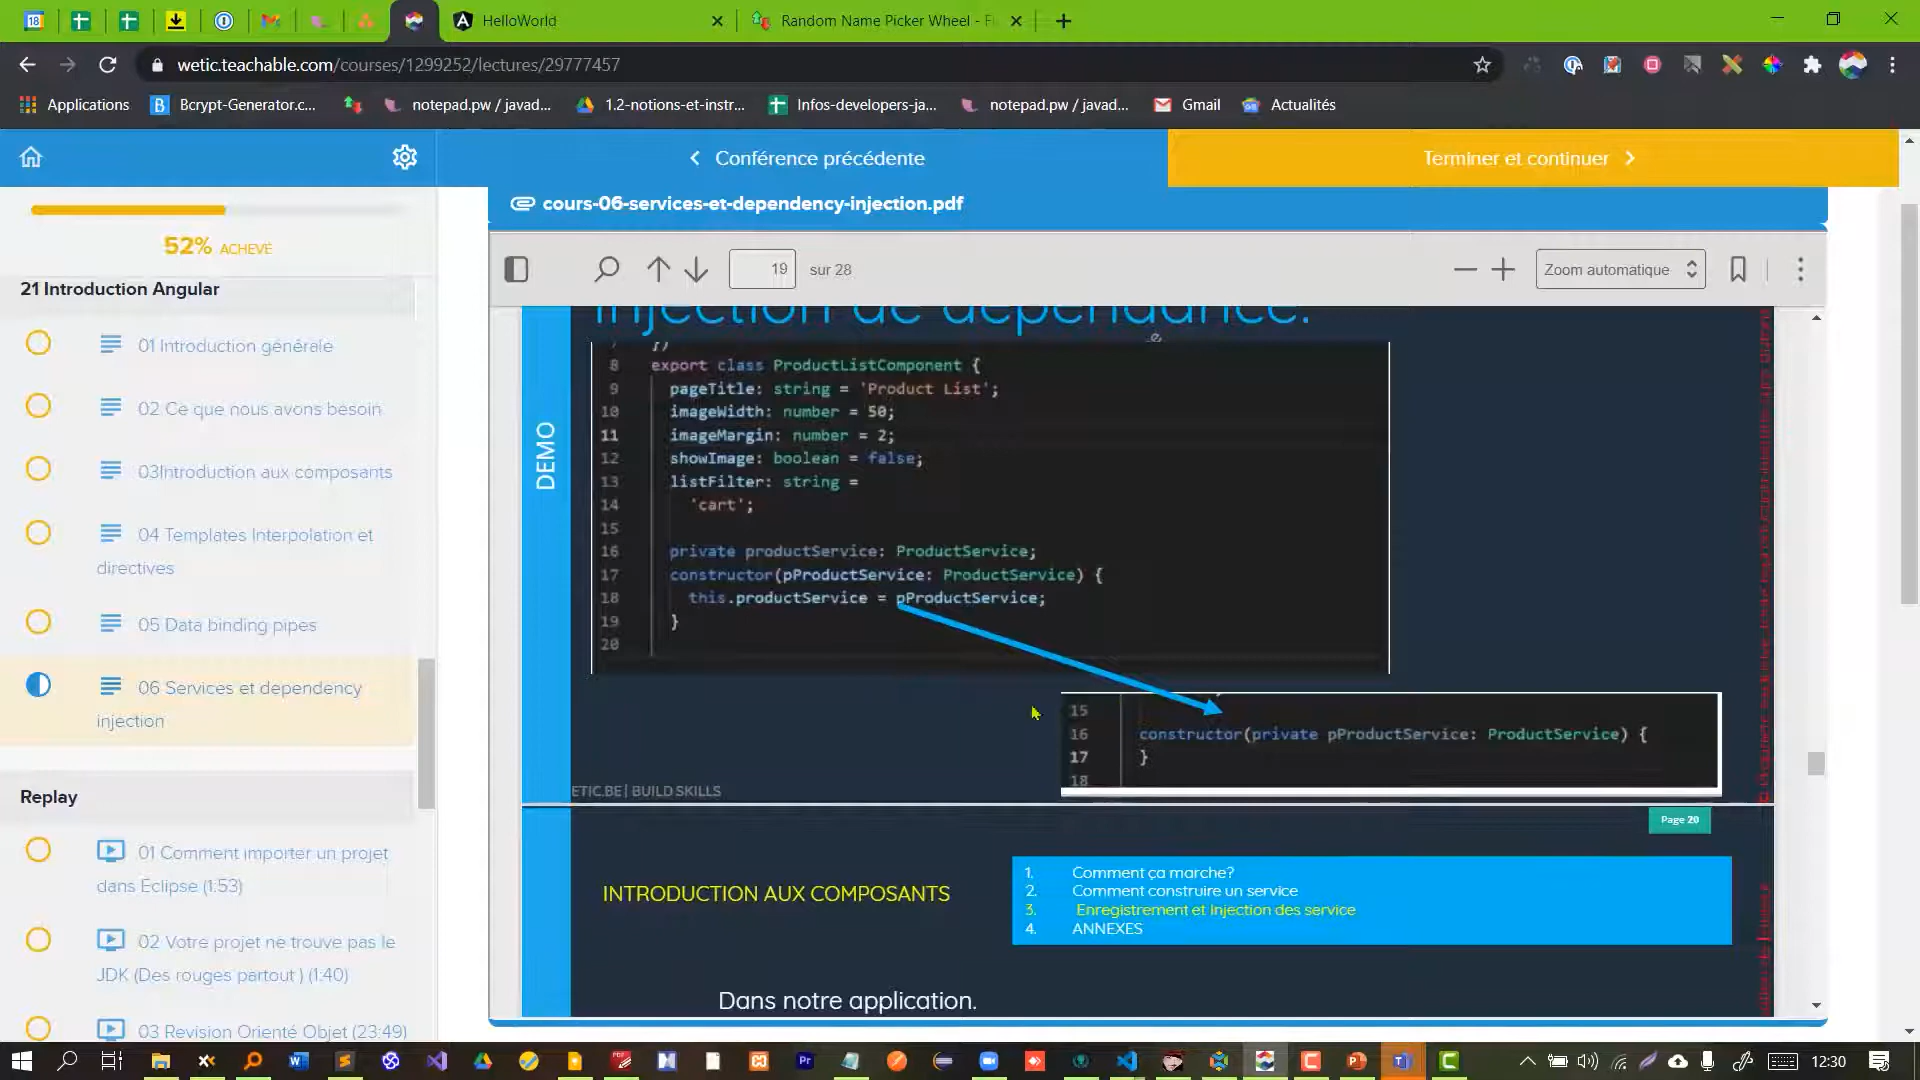 HelloWorld
Random Name Picker Wheel - F
wetic.teachable.com/courses/1299252/lectures/29777457
Applications
Bcrypt-Generator.c...
notepad.pw / javad...
1.2-notions-et-instr...
Infos-developers-ja...
notepad.pw / javad...
Gmail
Actualités
Conférence précédente
Terminer et continuer
52% ACHEVÉ
21 Introduction Angular
01 Introduction générale
02 Ce que nous avons besoin
03Introduction aux composants
04 Templates Interpolation et
directives
05 Data binding pipes
06 Services et dependency
injection
Replay
01 Comment importer un projet
dans Eclipse (1:53)
02 Votre projet ne trouve pas le
JDK (Des rouges partout ) (1:40)
03 Revision Orienté Objet (23:49)
cours-06-services-et-dependency-injection.pdf
19 sur 28
Zoom automatique
Injection de dépendance.
DEMO
8 export class ProductListComponent {
9 pageTitle: string = 'Product List';
10 imageWidth: number = 50;
11 imageMargin: number = 2;
12 showImage: boolean = false;
13 listFilter: string =
14 'cart';
15
16 private productService: ProductService;
17 constructor(pProductService: ProductService) {
18 this.productService = pProductService;
19 }
20
15
16 constructor(private pProductService: ProductService) {
17 }
18
ETIC.BE | BUILD SKILLS
Page 20
INTRODUCTION AUX COMPOSANTS
1. Comment ça marche?
2. Comment construire un service
3. Enregistrement et Injection des service
4. ANNEXES
Dans notre application.
12:30